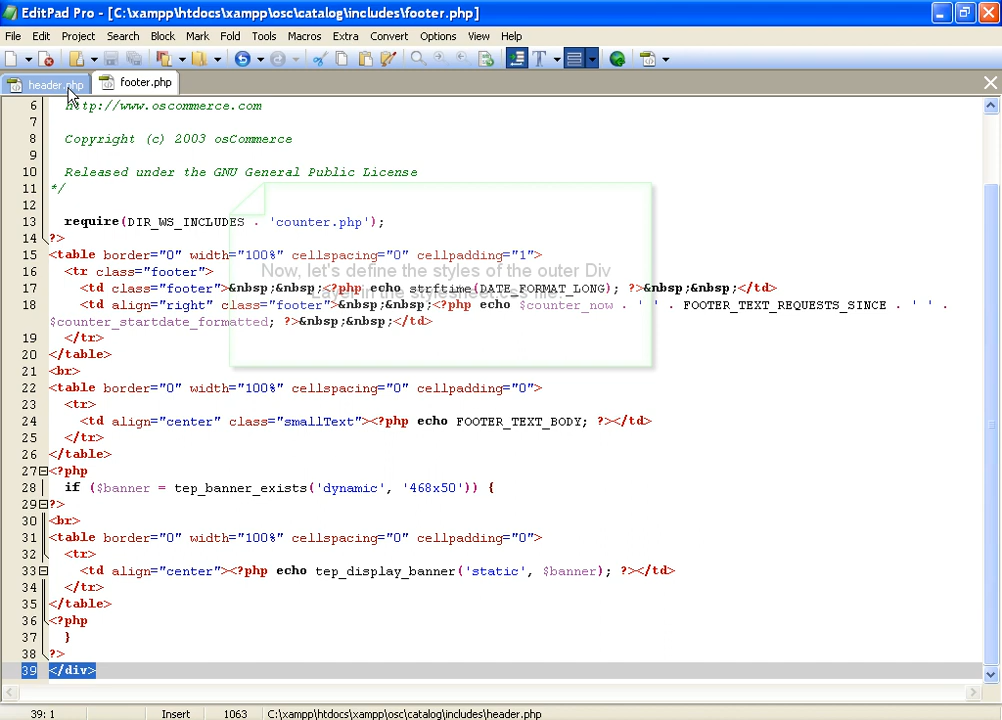 EditPad Pro - [C:\xampp\htdocs\xampp\osc\catalog\includes\footer.php*]
File Edit Project Search Block Mark Fold Tools Macros Extra Convert Options View Help
header.php footer.php
6 http://www.oscommerce.com
7
8 Copyright (c) 2003 osCommerce
9
10 Released under the GNU General Public License
11 */
12
13 require(DIR_WS_INCLUDES . 'counter.php');
14 ?>
15 <table border="0" width="100%" cellspacing="0" cellpadding="1">
16 <tr class="footer">
Now, let's define the styles of the outer Div
17 <td class="footer">&nbsp;&nbsp;<?php echo strftime(DATE_FORMAT_LONG); ?>&nbsp;&nbsp;</td>
Layer in the stylesheet.css file.
18 <td align="right" class="footer">&nbsp;&nbsp;<?php echo $counter_now . ' ' . FOOTER_TEXT_REQUESTS_SINCE . ' ' .
$counter_startdate_formatted; ?>&nbsp;&nbsp;</td>
19 </tr>
20 </table>
21 <br>
22 <table border="0" width="100%" cellspacing="0" cellpadding="0">
23 <tr>
24 <td align="center" class="smallText"><?php echo FOOTER_TEXT_BODY; ?></td>
25 </tr>
26 </table>
27 <?php
28 if ($banner = tep_banner_exists('dynamic', '468x50')) {
29 ?>
30 <br>
31 <table border="0" width="100%" cellspacing="0" cellpadding="0">
32 <tr>
33 <td align="center"><?php echo tep_display_banner('static', $banner); ?></td>
34 </tr>
35 </table>
36 <?php
37 }
38 ?>
39 </div>
39: 1 Insert 1063 C:\xampp\htdocs\xampp\osc\catalog\includes\header.php